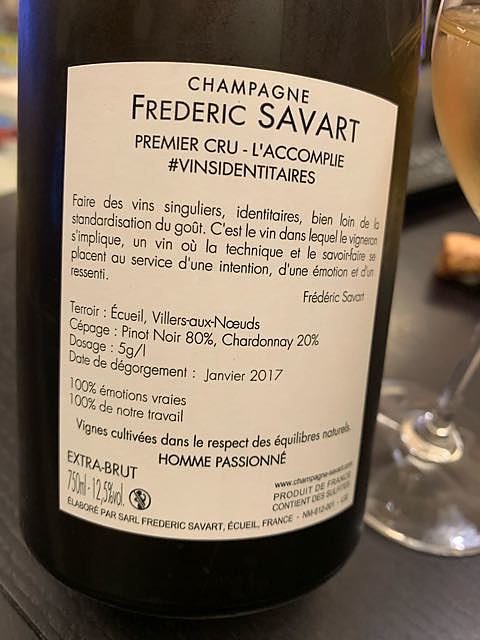 CHAMPAGNE
FREDERIC SAVART
PREMIER CRU - L'ACCOMPLIE
#VINSIDENTITAIRES
Faire des vins singuliers, identitaires, bien loin de la
standardisation du goût. C'est le vin dans lequel le vigneron
s'implique, un vin où la technique et le savoir-faire se
placent au service d'une intention, d'une émotion et d'un
ressenti.
Frédéric Savart
Terroir : Écueil, Villers-aux-Nœuds
Cépage : Pinot Noir 80%, Chardonnay 20%
Dosage : 5g/l
Date de dégorgement : Janvier 2017
100% émotions vraies
100% de notre travail
Vignes cultivées dans le respect des équilibres naturels.
HOMME PASSIONNÉ
EXTRA-BRUT
750ml - 12,5%vol.
www.champagne-savart.com
PRODUIT DE FRANCE
CONTIENT DES SULFITES
ÉLABORÉ PAR SARL FREDERIC SAVART, ÉCUEIL, FRANCE -